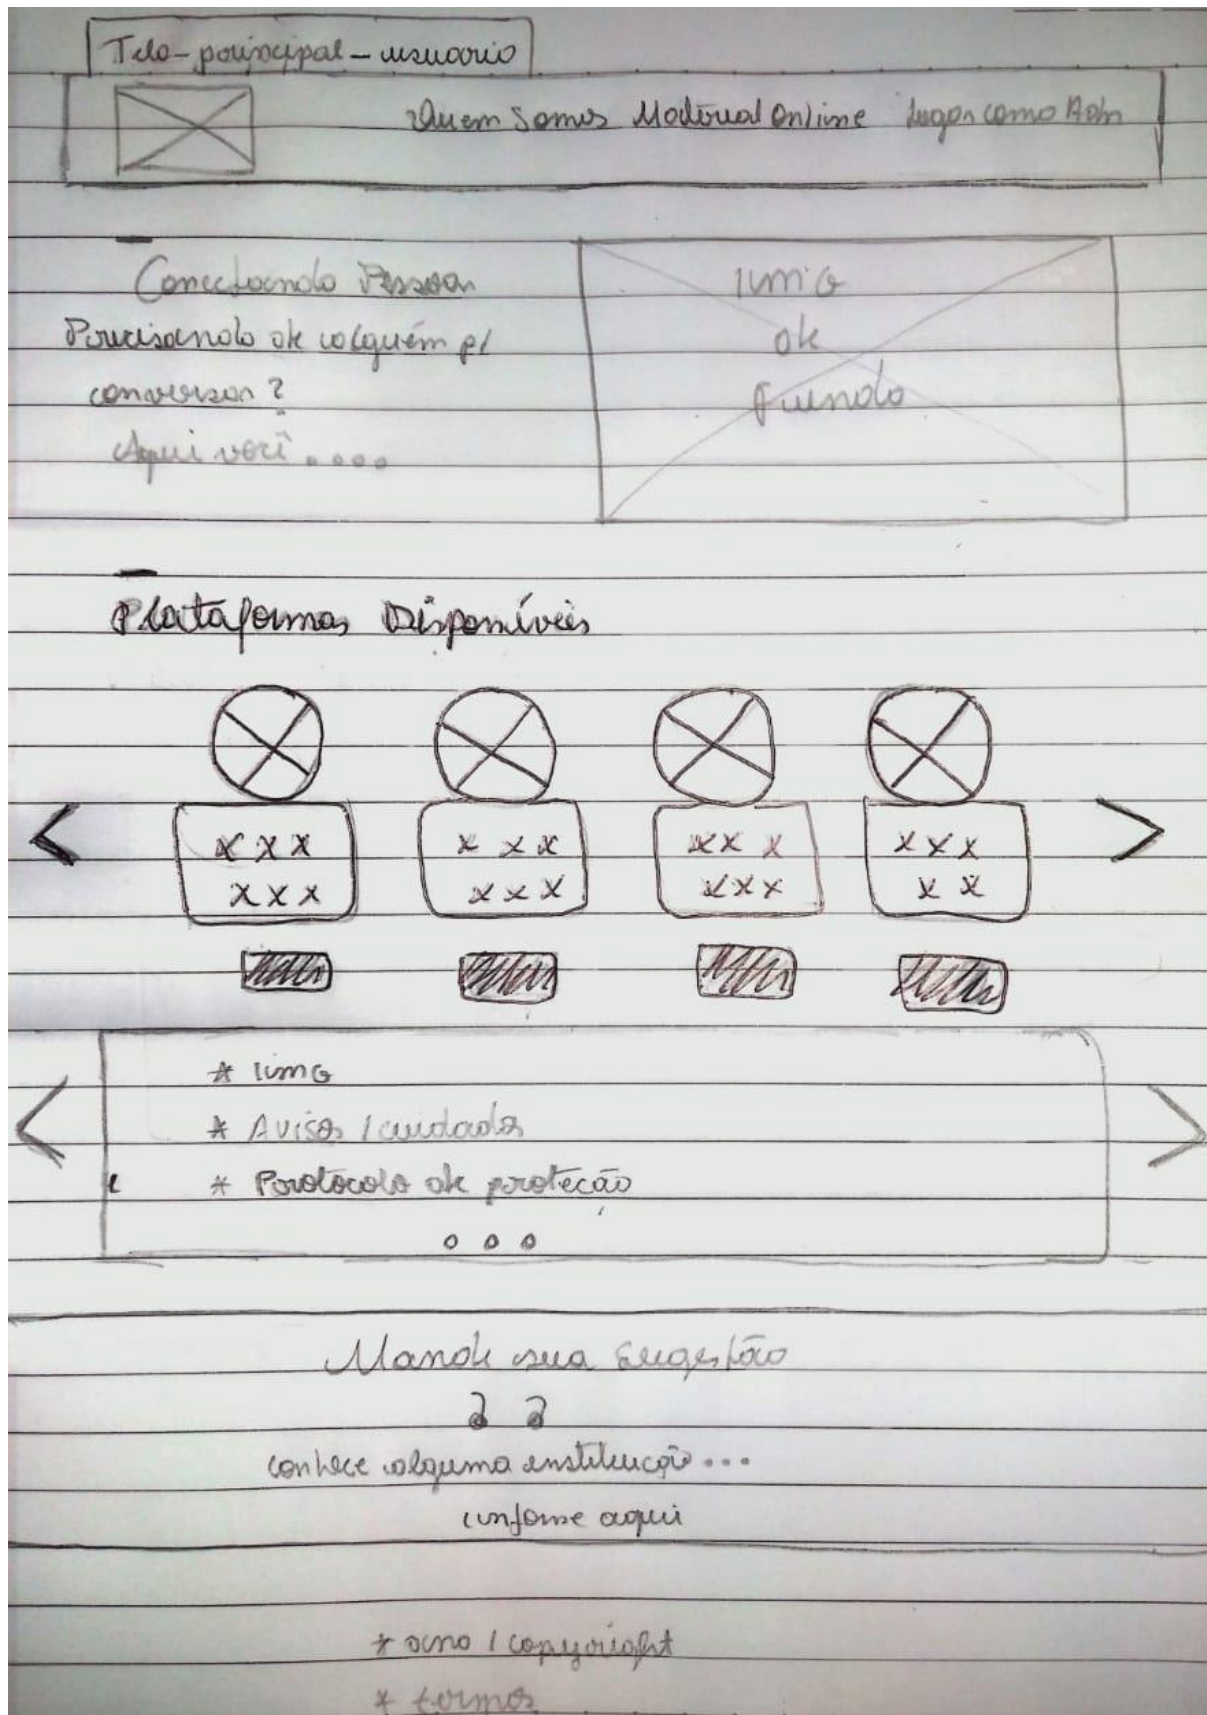 Tela-principal-usuario
Quem Somos Material Online Logar como Adm
Conectando Pessoas
Precisando de alguém p/
conversar?
Aqui você ....
img
de
fundo
Plataformas Disponíveis
x x x x x x x x x x x x
x x x x x x x x x x x
* img
* Avisos / cuidados
* Protocolo de proteção
Mande sua Sugestão
conhece alguma instituição...
informe aqui
* ano / copyright
* termos